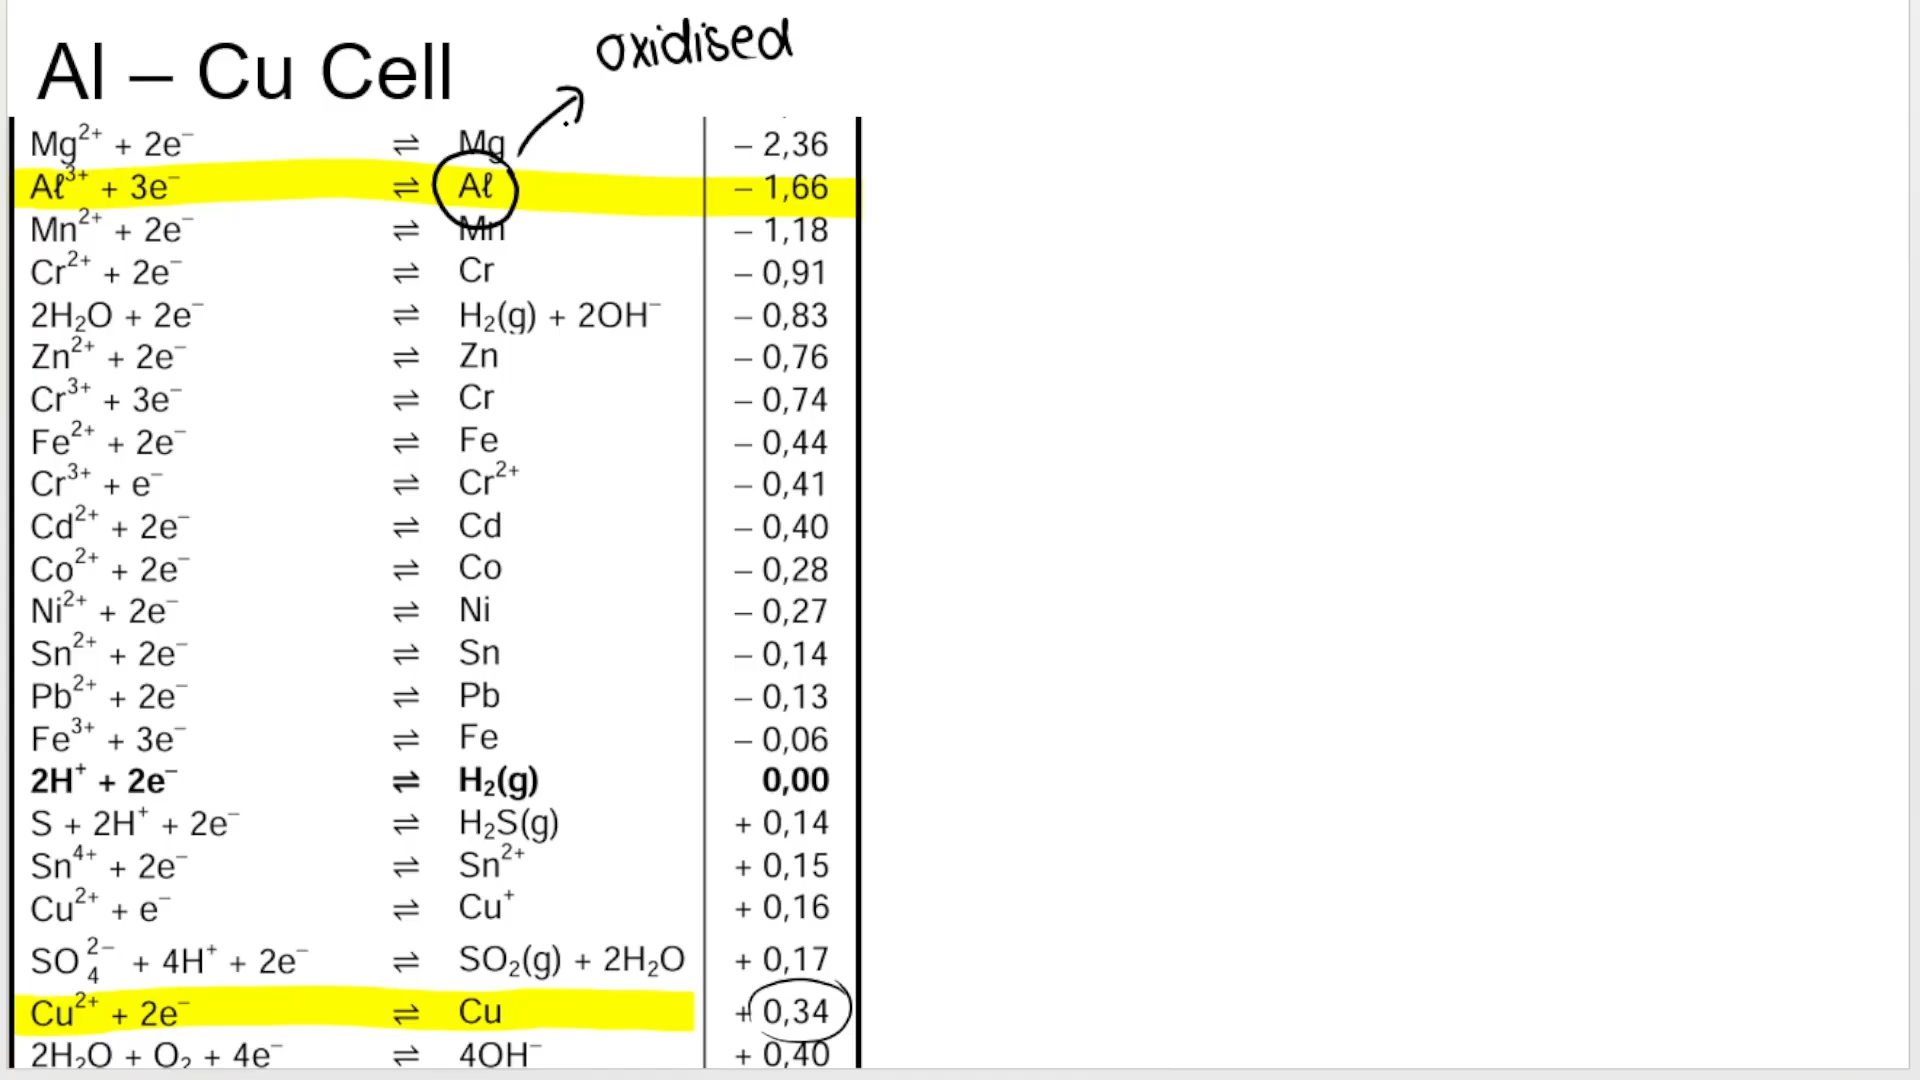 oxidised
Al – Cu Cell
Mg²⁺ + 2e⁻ ⇌ Mg – 2,36
Aℓ³⁺ + 3e⁻ ⇌ Aℓ – 1,66
Mn²⁺ + 2e⁻ ⇌ Mn – 1,18
Cr²⁺ + 2e⁻ ⇌ Cr – 0,91
2H₂O + 2e⁻ ⇌ H₂(g) + 2OH⁻ – 0,83
Zn²⁺ + 2e⁻ ⇌ Zn – 0,76
Cr³⁺ + 3e⁻ ⇌ Cr – 0,74
Fe²⁺ + 2e⁻ ⇌ Fe – 0,44
Cr³⁺ + e⁻ ⇌ Cr²⁺ – 0,41
Cd²⁺ + 2e⁻ ⇌ Cd – 0,40
Co²⁺ + 2e⁻ ⇌ Co – 0,28
Ni²⁺ + 2e⁻ ⇌ Ni – 0,27
Sn²⁺ + 2e⁻ ⇌ Sn – 0,14
Pb²⁺ + 2e⁻ ⇌ Pb – 0,13
Fe³⁺ + 3e⁻ ⇌ Fe – 0,06
2H⁺ + 2e⁻ ⇌ H₂(g) 0,00
S + 2H⁺ + 2e⁻ ⇌ H₂S(g) + 0,14
Sn⁴⁺ + 2e⁻ ⇌ Sn²⁺ + 0,15
Cu²⁺ + e⁻ ⇌ Cu⁺ + 0,16
SO₄²⁻ + 4H⁺ + 2e⁻ ⇌ SO₂(g) + 2H₂O + 0,17
Cu²⁺ + 2e⁻ ⇌ Cu + 0,34
2H₂O + O₂ + 4e⁻ ⇌ 4OH⁻ + 0,40